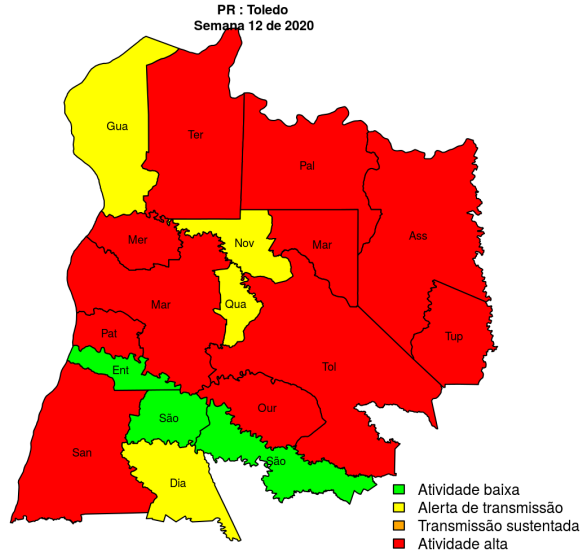 PR : Toledo
Semana 12 de 2020
Gua
Ter
Pal
Mer
Nov
Mar
Ass
Mar
Qua
Pat
Tup
Ent
Tol
São
Our
San
São
Dia
Atividade baixa
Alerta de transmissão
Transmissão sustentada
Atividade alta